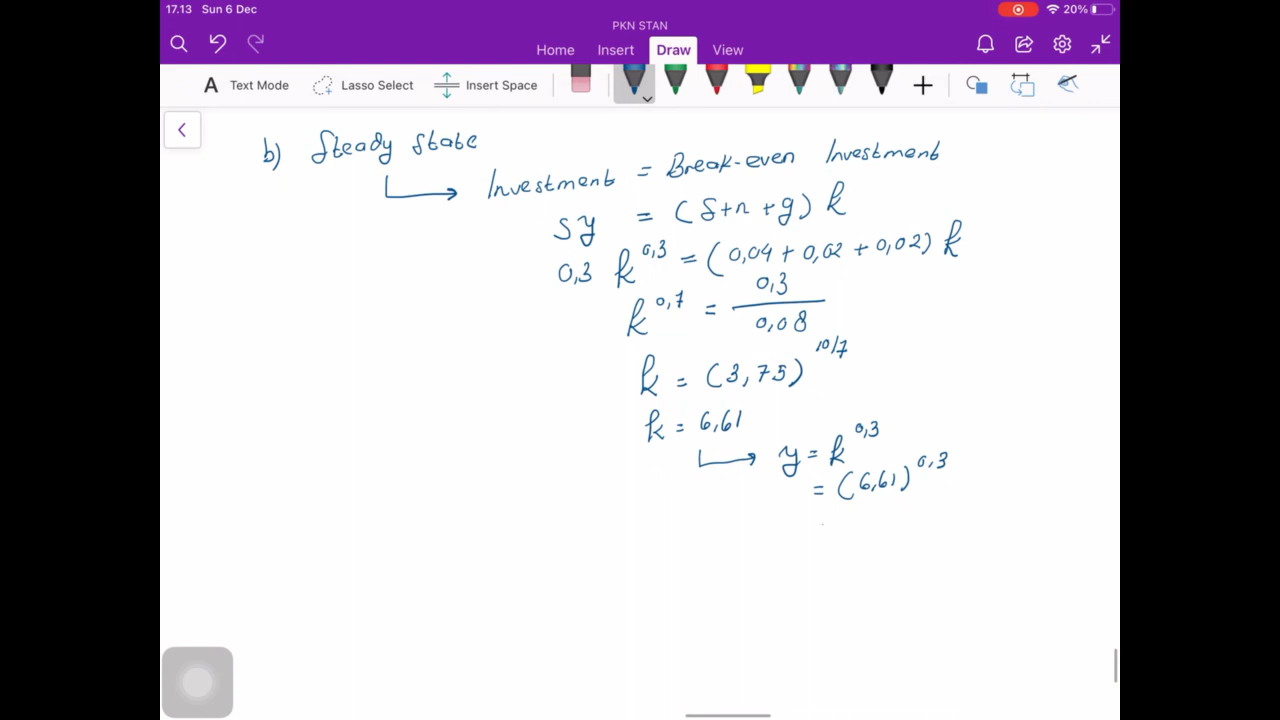 17.13 Sun 6 Dec
20%
PKN STAN
Home Insert Draw View
Text Mode Lasso Select Insert Space
b) Steady State
Investment = Break-even Investment
sy = (δ+n+g) k
0,3 k^0,3 = (0,04 + 0,02 + 0,02) k
k^0,7 = 0,3 / 0,08
k = (3,75)^10/7
k = 6,61
y = k^0,3
= (6,61)^0,3